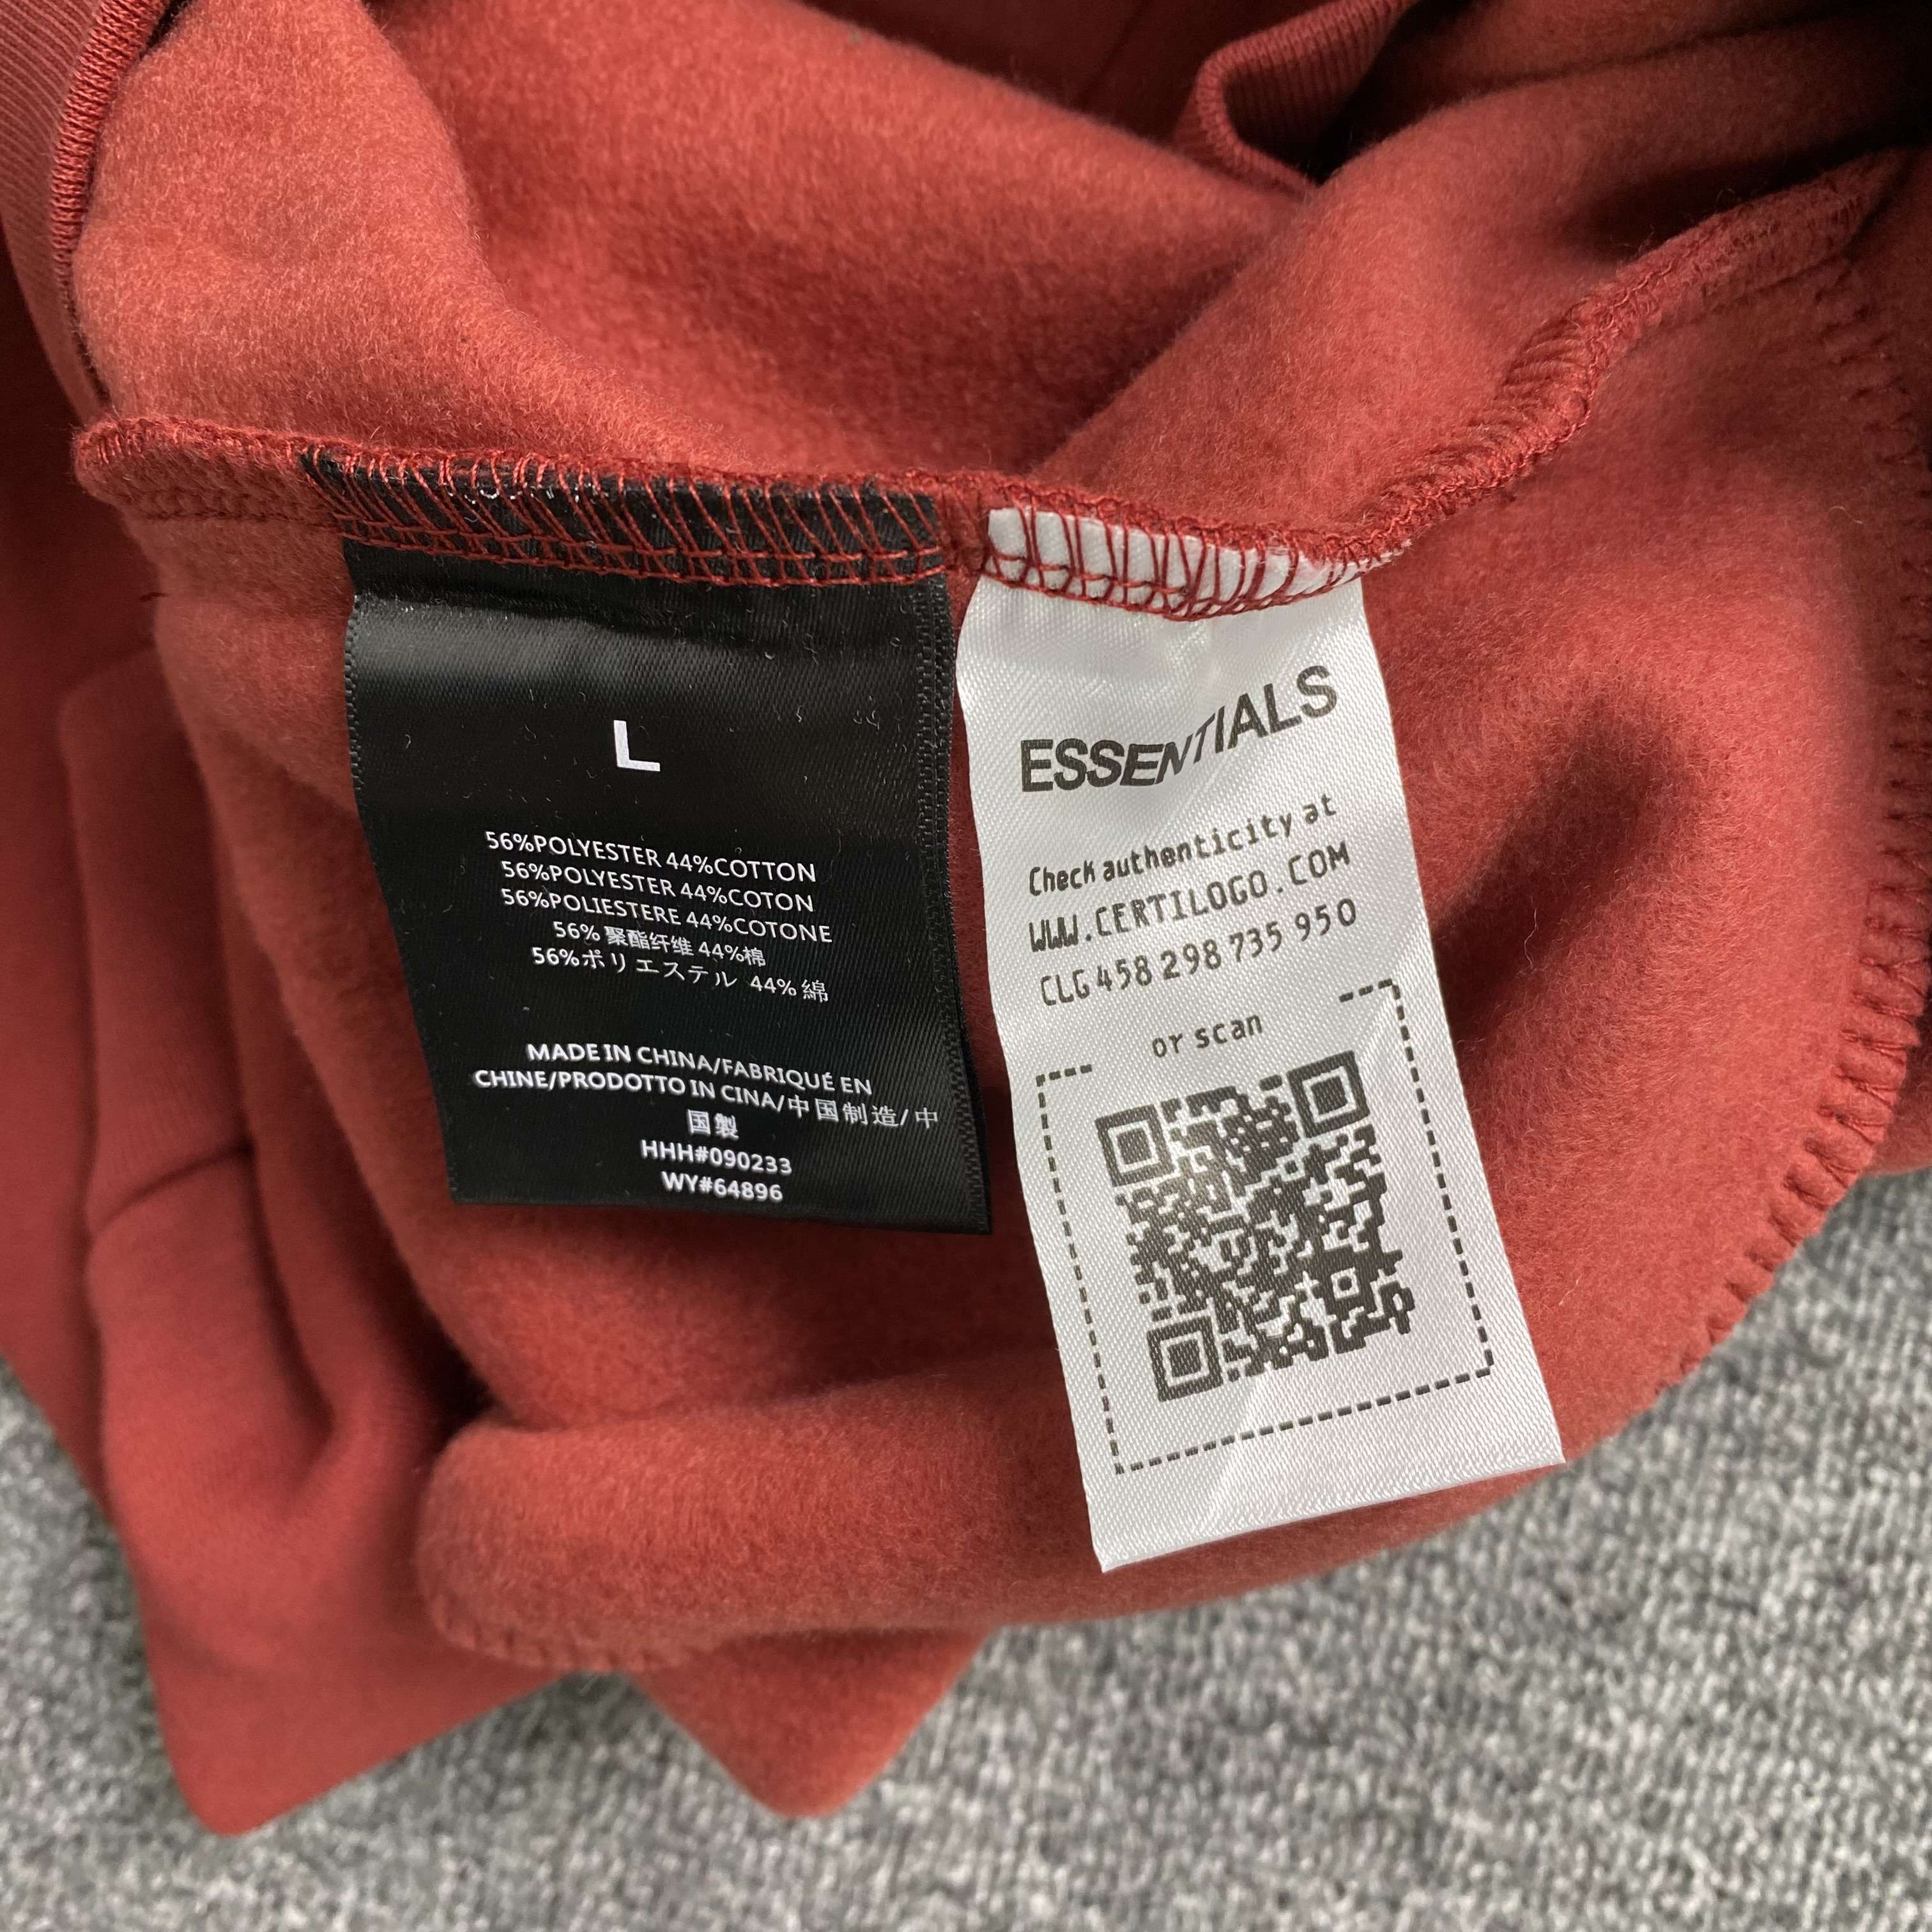 L
56%POLYESTER 44%COTTON
56%POLYESTER 44%COTON
56%POLIESTERE 44%COTONE
56% 聚酯纤维 44%棉
56%ポリエステル 44% 綿
MADE IN CHINA/FABRIQUÉ EN
CHINE/PRODOTTO IN CINA/中国制造/中
国製
HHH#090233
WY#64896
ESSENTIALS
Check authenticity at
WWW.CERTILOGO.COM
CLG 458 298 735 950
or scan